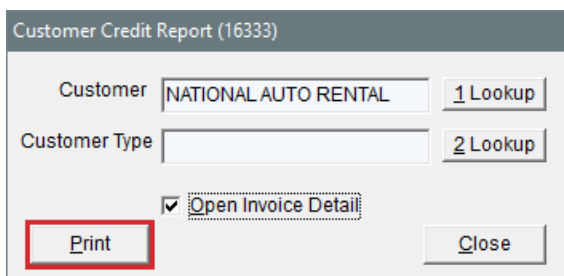 Customer Credit Report (16333)
Customer NATIONAL AUTO RENTAL 1 Lookup
Customer Type 2 Lookup
Open Invoice Detail
Print Close